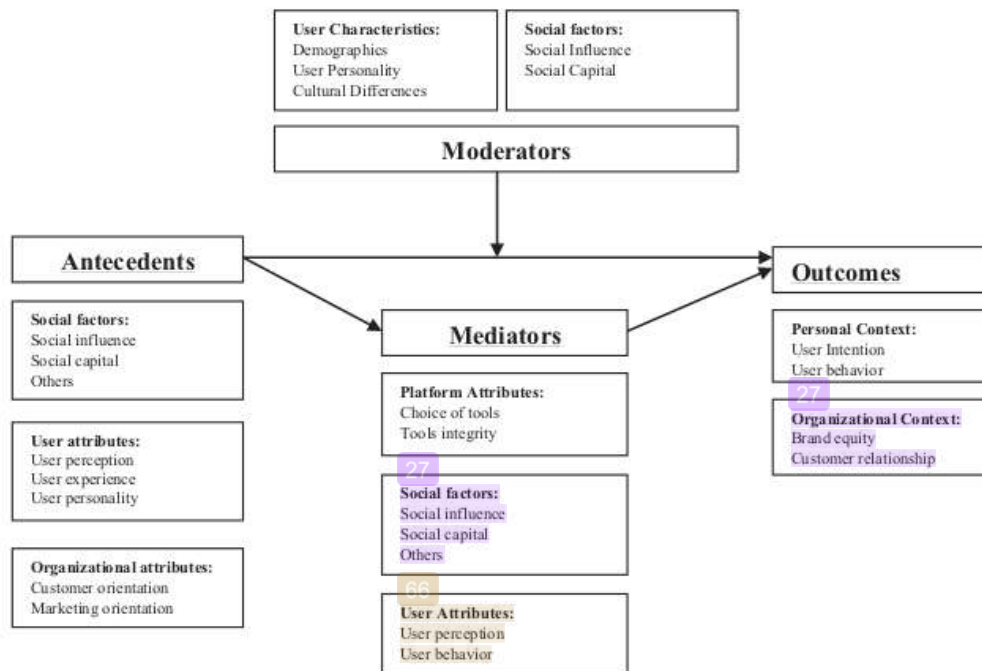 User Characteristics:
Demographics
User Personality
Cultural Differences
Social factors:
Social Influence
Social Capital
Moderators
Antecedents
Social factors:
Social influence
Social capital
Others
User attributes:
User perception
User experience
User personality
Organizational attributes:
Customer orientation
Marketing orientation
Mediators
Platform Attributes:
Choice of tools
Tools integrity
27
Social factors:
Social influence
Social capital
Others
66
User Attributes:
User perception
User behavior
Outcomes
Personal Context:
User Intention
User behavior
27
Organizational Context:
Brand equity
Customer relationship